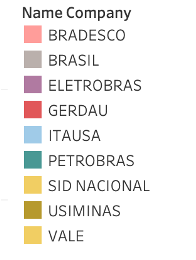 Name Company
BRADESCO
BRASIL
ELETROBRAS
GERDAU
ITAUSA
PETROBRAS
SID NACIONAL
USIMINAS
VALE